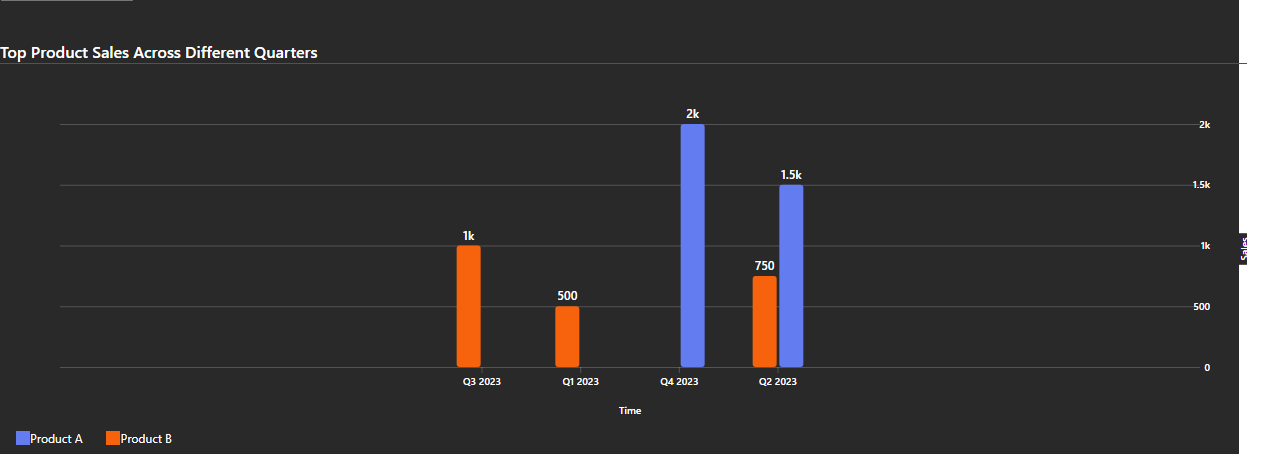 Top Product Sales Across Different Quarters
2k
2k
1.5k
1.5k
1k
1k
Sales
750
500
500
0
Q3 2023 Q1 2023 Q4 2023 Q2 2023
Time
Product A Product B